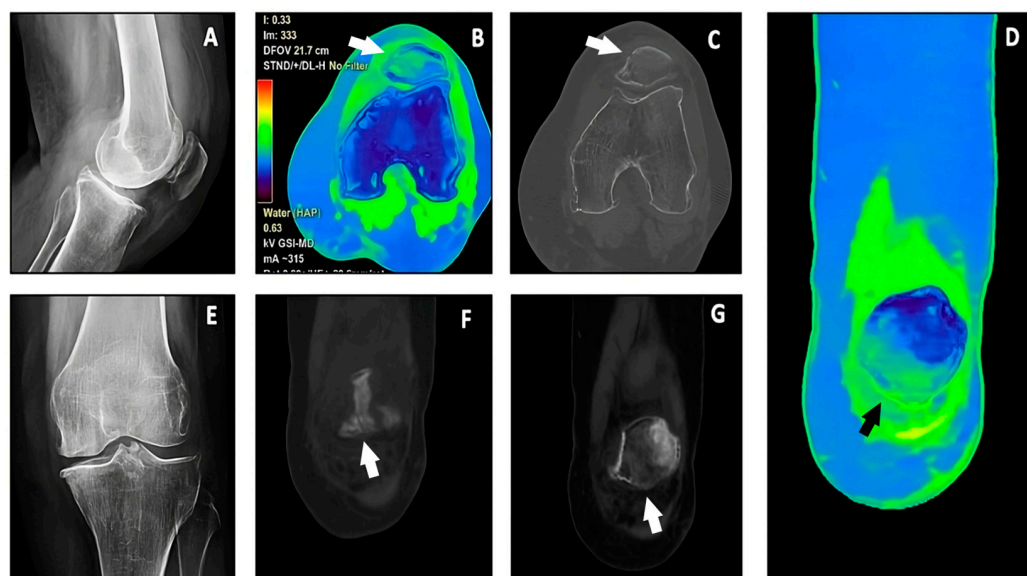 A
I: 0.33
Im: 333
DFOV 21.7 cm
STND/+/DL-H No Filter
B
Water (HAP)
0.63
kV GSI-MD
mA ~315
C
D
E
F
G